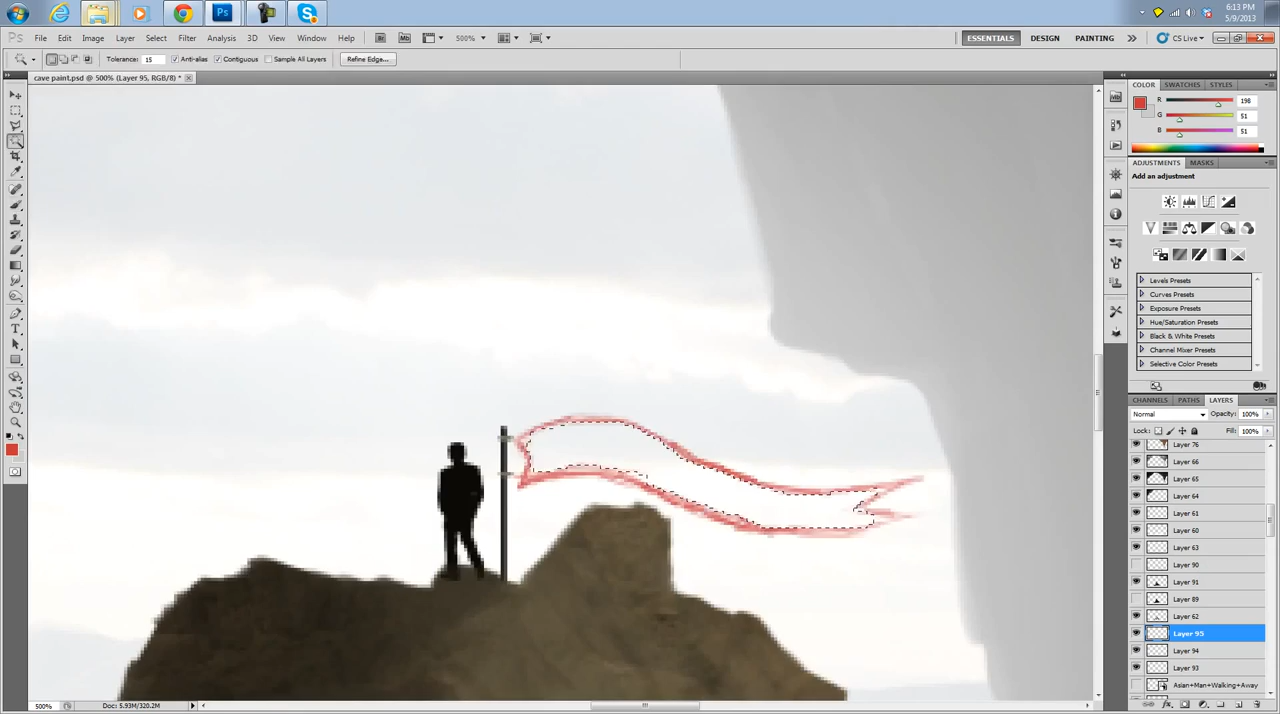 6:13 PM
5/9/2013
PS File Edit Image Layer Select Filter Analysis 3D View Window Help Br Mb 500% ESSENTIALS DESIGN PAINTING CS Live
Tolerance: 15 Anti-alias Contiguous Sample All Layers Refine Edge...
cave paint.psd @ 500% (Layer 95, RGB/8) *
COLOR SWATCHES STYLES
R 198
G 51
B 51
ADJUSTMENTS MASKS
Add an adjustment
Levels Presets
Curves Presets
Exposure Presets
Hue/Saturation Presets
Black & White Presets
Channel Mixer Presets
Selective Color Presets
CHANNELS PATHS LAYERS
Normal Opacity: 100%
Lock: Fill: 100%
Layer 76
Layer 66
Layer 65
Layer 64
Layer 61
Layer 60
Layer 63
Layer 90
Layer 91
Layer 89
Layer 62
Layer 95
Layer 94
Layer 93
Asian+Man+Walking+Away
500% Doc: 5.93M/320.2M